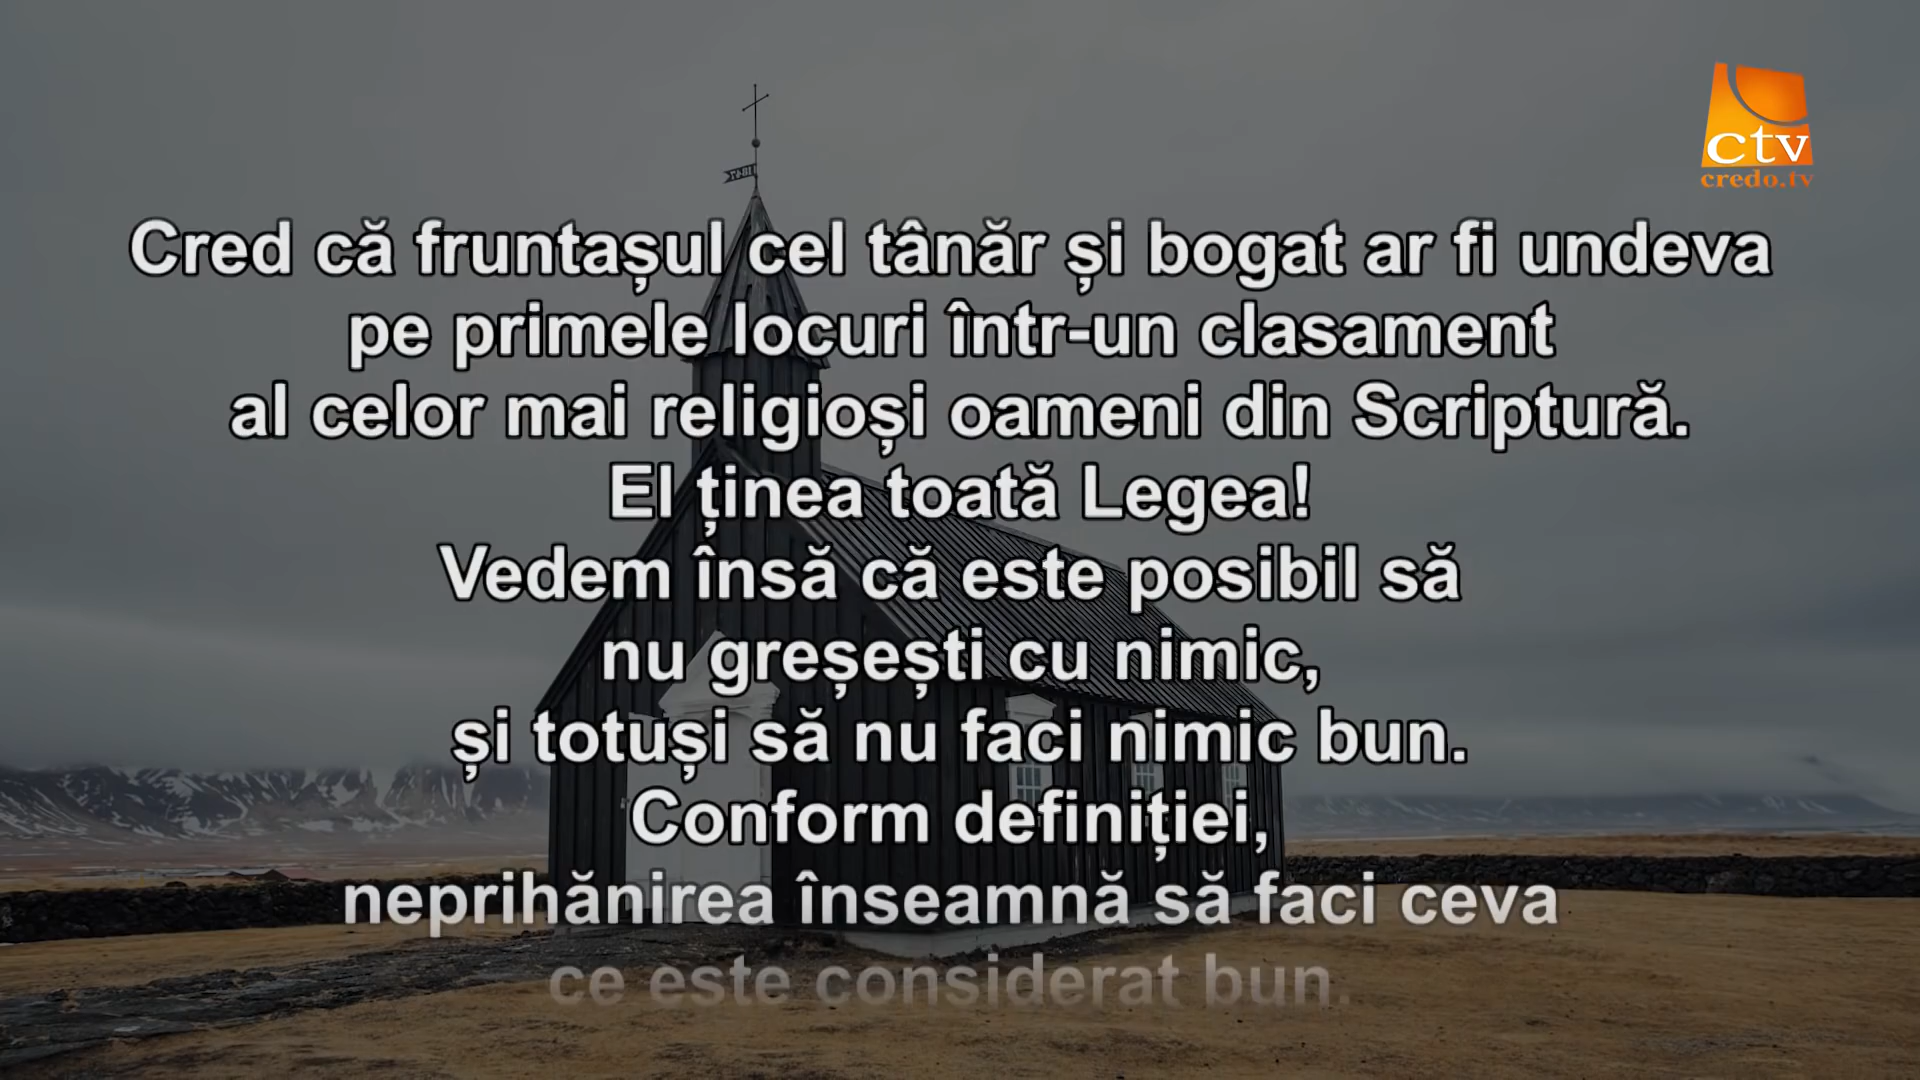 ctv
credo.tv
1847
Cred că fruntașul cel tânăr și bogat ar fi undeva
pe primele locuri într-un clasament
al celor mai religioși oameni din Scriptură.
El ținea toată Legea!
Vedem însă că este posibil să
nu greșești cu nimic,
și totuși să nu faci nimic bun.
Conform definiției,
neprihănirea înseamnă să faci ceva
ce este considerat bun.